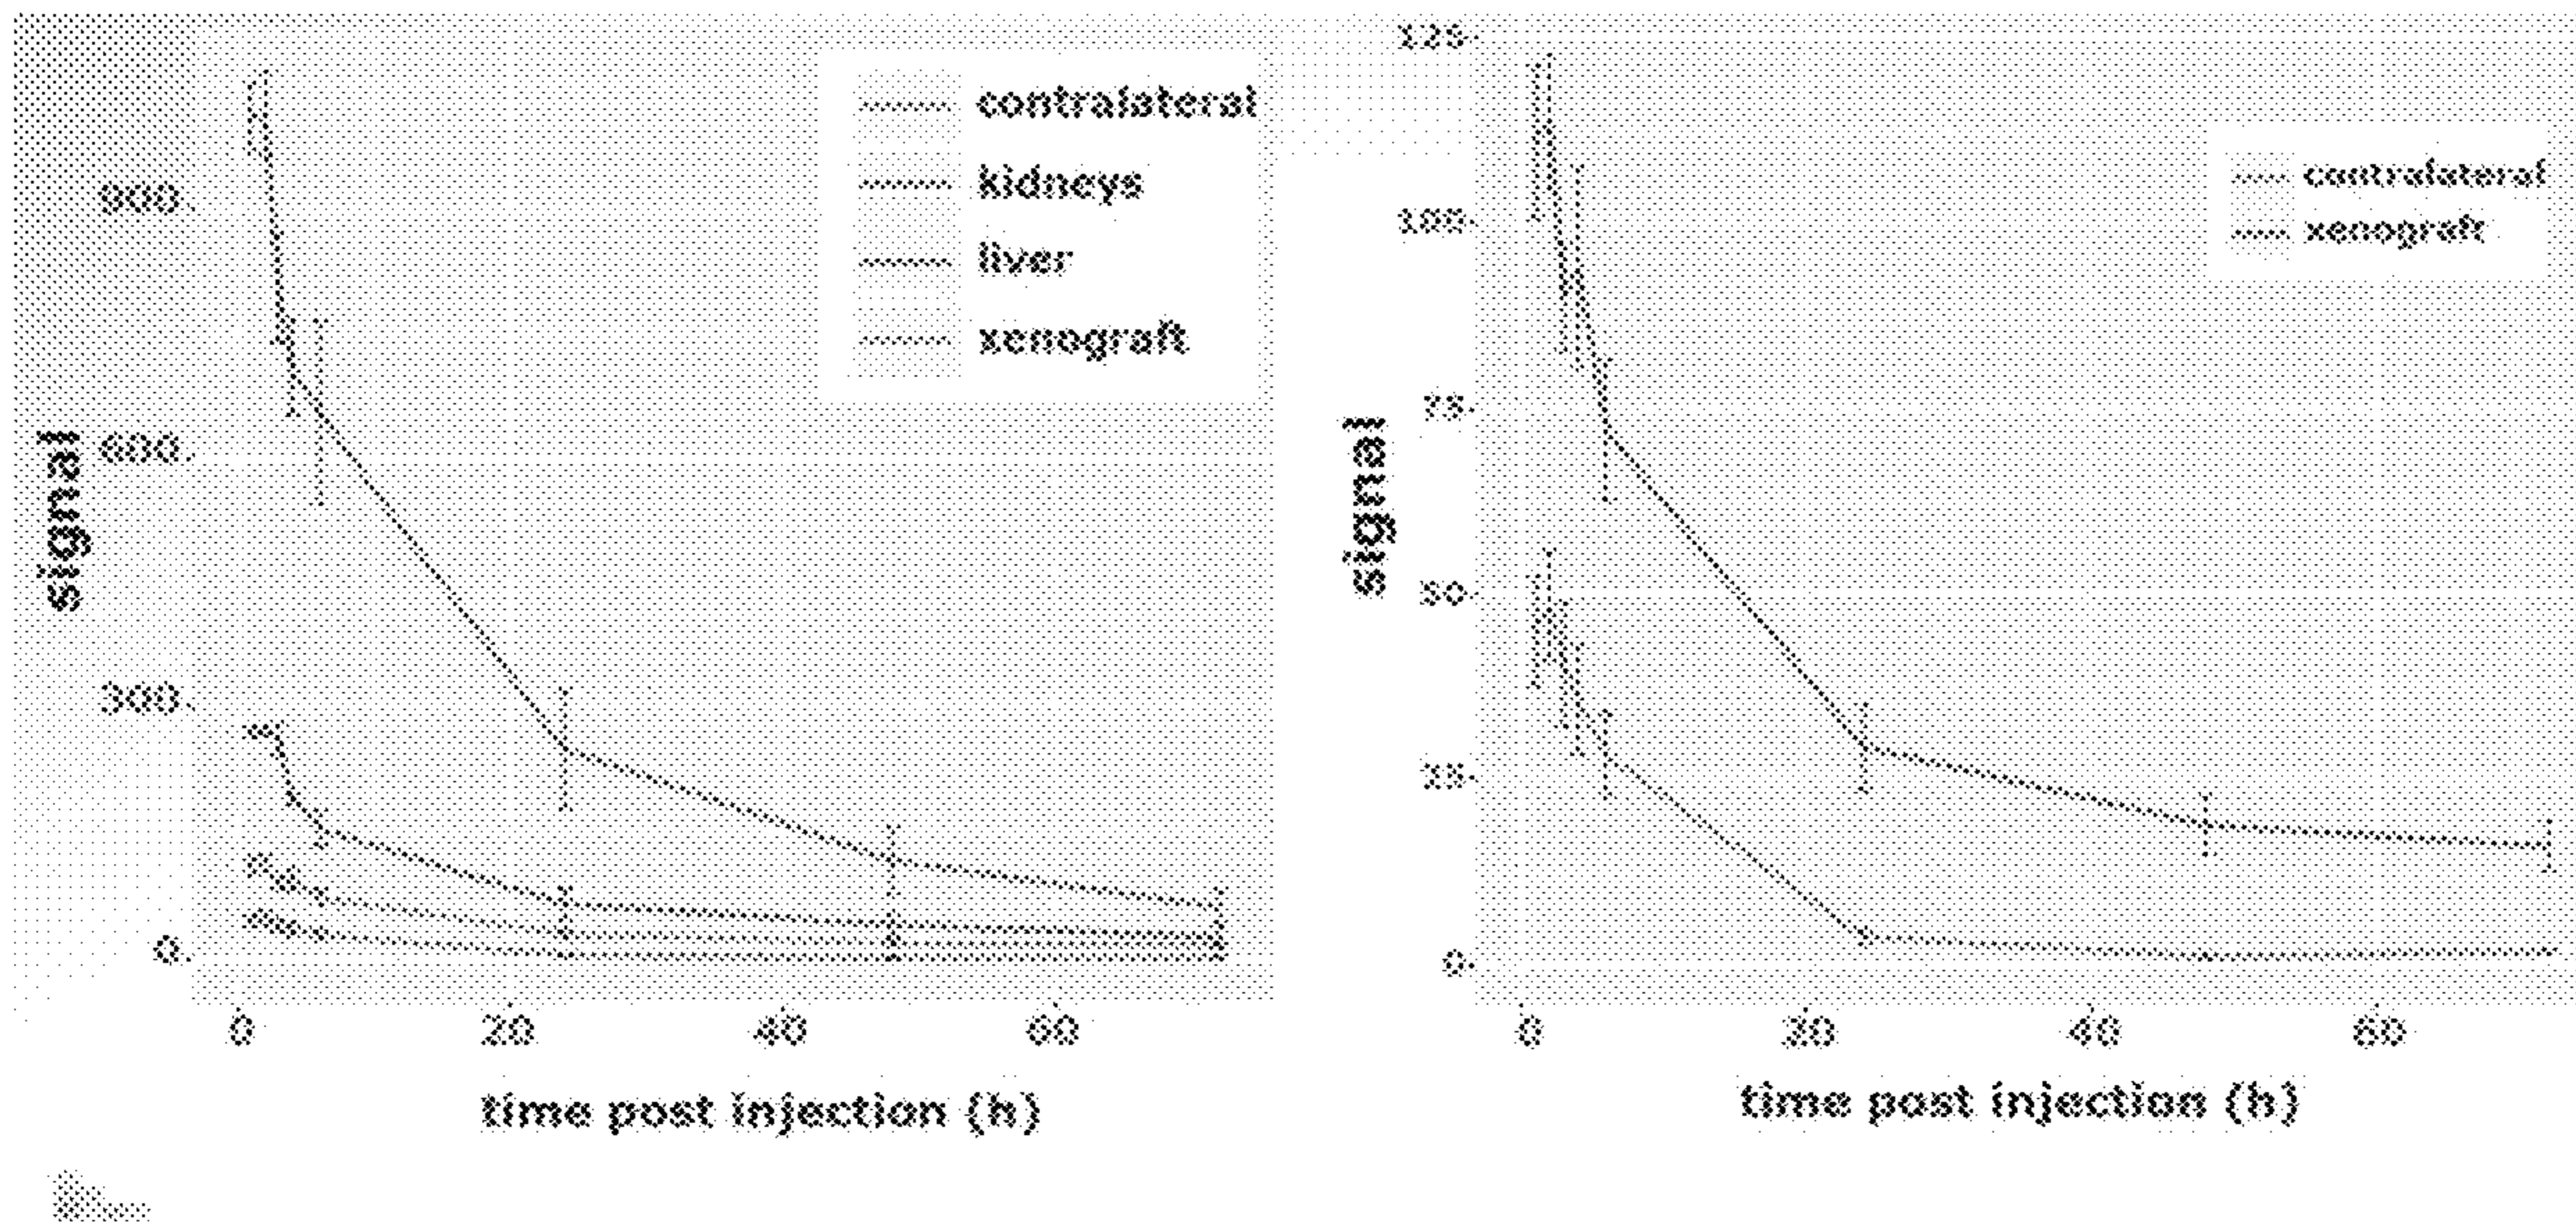 contralateral
kidneys
liver
xenograft
900
600
300
0
signal
0 20 40 60
time post injection (h)
125
100
75
50
25
0
signal
contralateral
xenograft
0 20 40 60
time post injection (h)